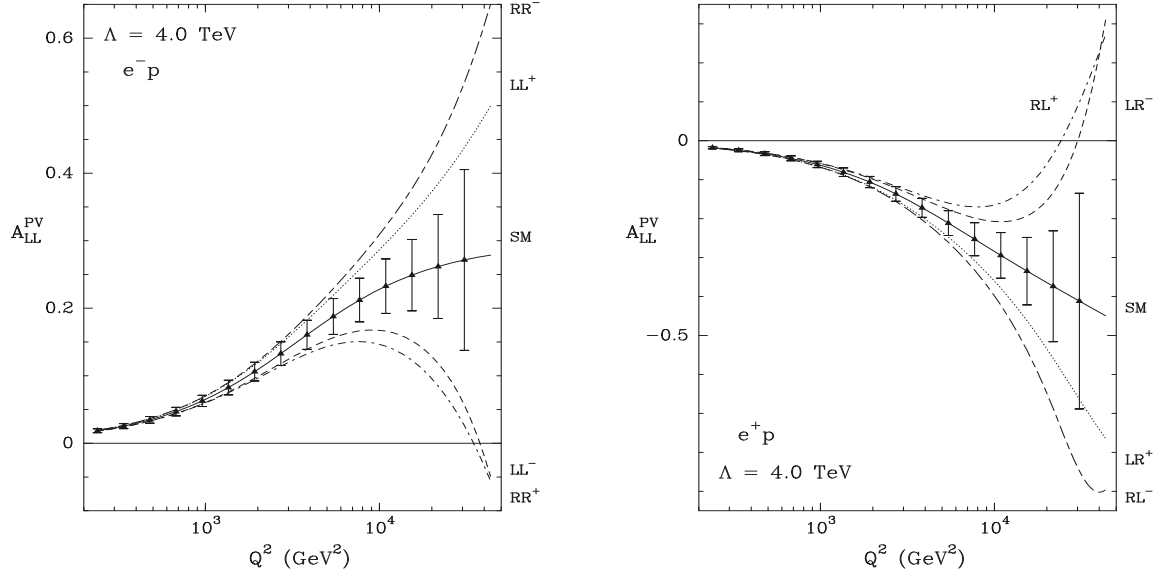 Λ = 4.0 TeV
e⁻p
0.6
0.4
0.2
0
A_LL^PV
RR⁻
LL⁺
SM
LL⁻
RR⁺
10³
10⁴
Q² (GeV²)
RL⁺
LR⁻
0
A_LL^PV
SM
−0.5
e⁺p
Λ = 4.0 TeV
LR⁺
RL⁻
10³
10⁴
Q² (GeV²)